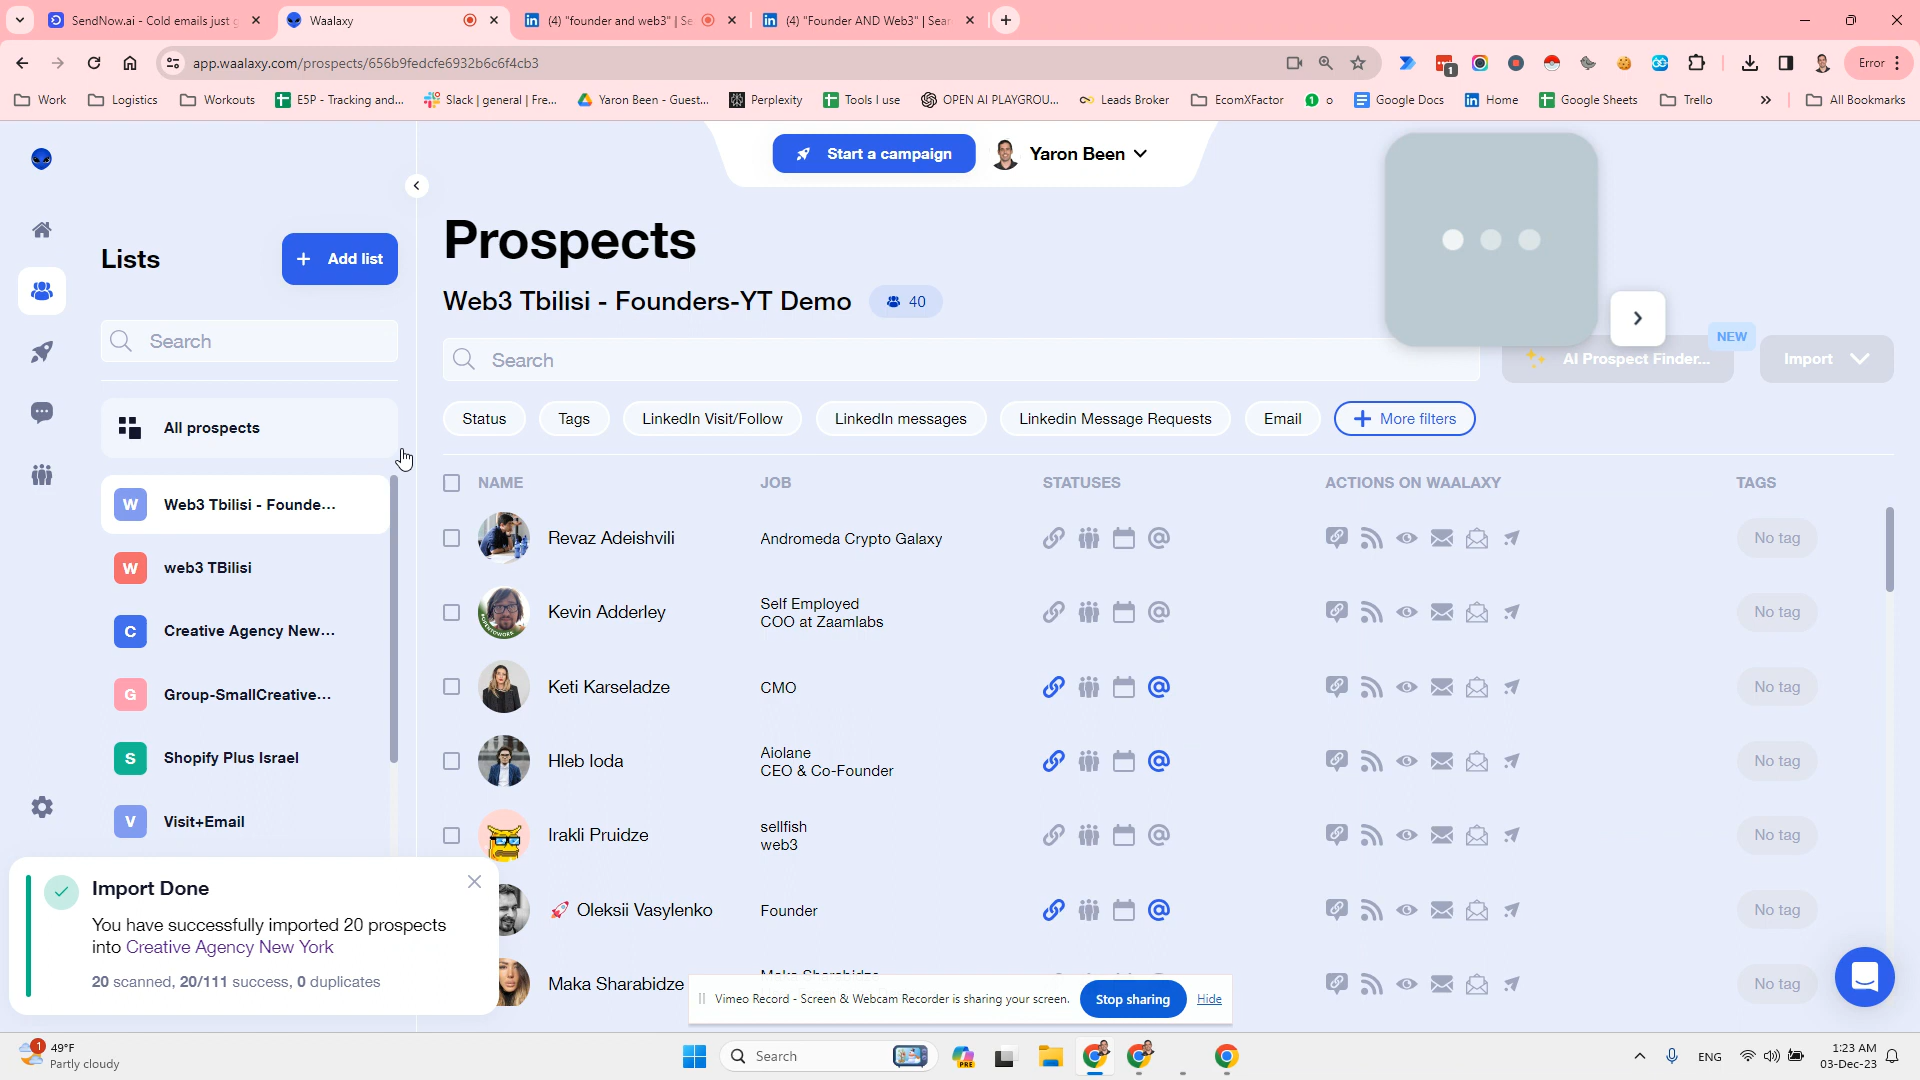 SendNow.ai - Cold emails just g
Waalaxy
(4) "founder and web3" | Se
(4) "Founder AND Web3" | Sear
app.waalaxy.com/prospects/656b9fedcfe6932b6c6f4cb3
1
Error
Work
Logistics
Workouts
E5P - Tracking and...
Slack | general | Fre...
Yaron Been - Guest...
Perplexity
Tools I use
OPEN AI PLAYGROU...
Leads Broker
EcomXFactor
1 o
Google Docs
Home
Google Sheets
Trello
»
All Bookmarks
Start a campaign
Yaron Been
Lists
+ Add list
Search
All prospects
W Web3 Tbilisi - Founde...
W web3 TBilisi
C Creative Agency New...
G Group-SmallCreative...
S Shopify Plus Israel
V Visit+Email
Prospects
Web3 Tbilisi - Founders-YT Demo 40
Search
AI Prospect Finder...
NEW
Import
Status
Tags
LinkedIn Visit/Follow
LinkedIn messages
Linkedin Message Requests
Email
+ More filters
NAME JOB STATUSES ACTIONS ON WAALAXY TAGS
Revaz Adeishvili Andromeda Crypto Galaxy No tag
Kevin Adderley Self Employed
COO at Zaamlabs No tag
Keti Karseladze CMO No tag
Hleb Ioda Aiolane
CEO & Co-Founder No tag
Irakli Pruidze sellfish
web3 No tag
🚀 Oleksii Vasylenko Founder No tag
Maka Sharabidze Maka Sharabidze No tag
Import Done
You have successfully imported 20 prospects
into Creative Agency New York
20 scanned, 20/111 success, 0 duplicates
Vimeo Record - Screen & Webcam Recorder is sharing your screen.
Stop sharing
Hide
1
49°F
Partly cloudy
Search
PRE
ENG
1:23 AM
03-Dec-23